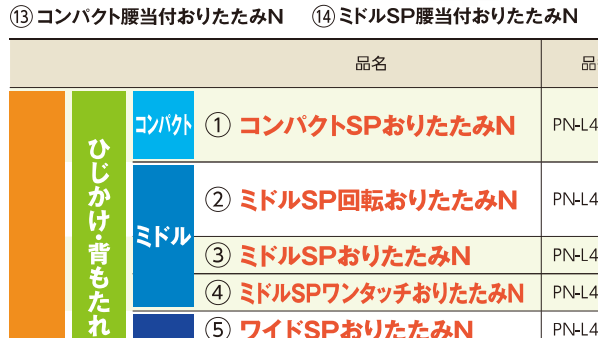 ⑬コンパクト腰当付おりたたみN ⑭ミドルSP腰当付おりたたみN
品名 品
ひじかけ・背もたれ
コンパクト ① コンパクトSPおりたたみN PN-L4
ミドル
② ミドルSP回転おりたたみN PN-L4
③ ミドルSPおりたたみN PN-L4
④ ミドルSPワンタッチおりたたみN PN-L4
⑤ ワイドSPおりたたみN PN-L4